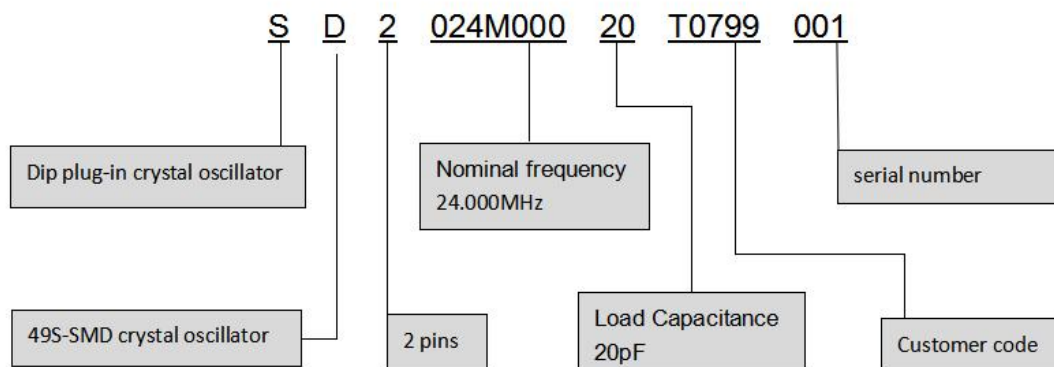 S D 2 024M000 20 T0799 001
Dip plug-in crystal oscillator
Nominal frequency
24.000MHz
serial number
49S-SMD crystal oscillator
2 pins
Load Capacitance
20pF
Customer code